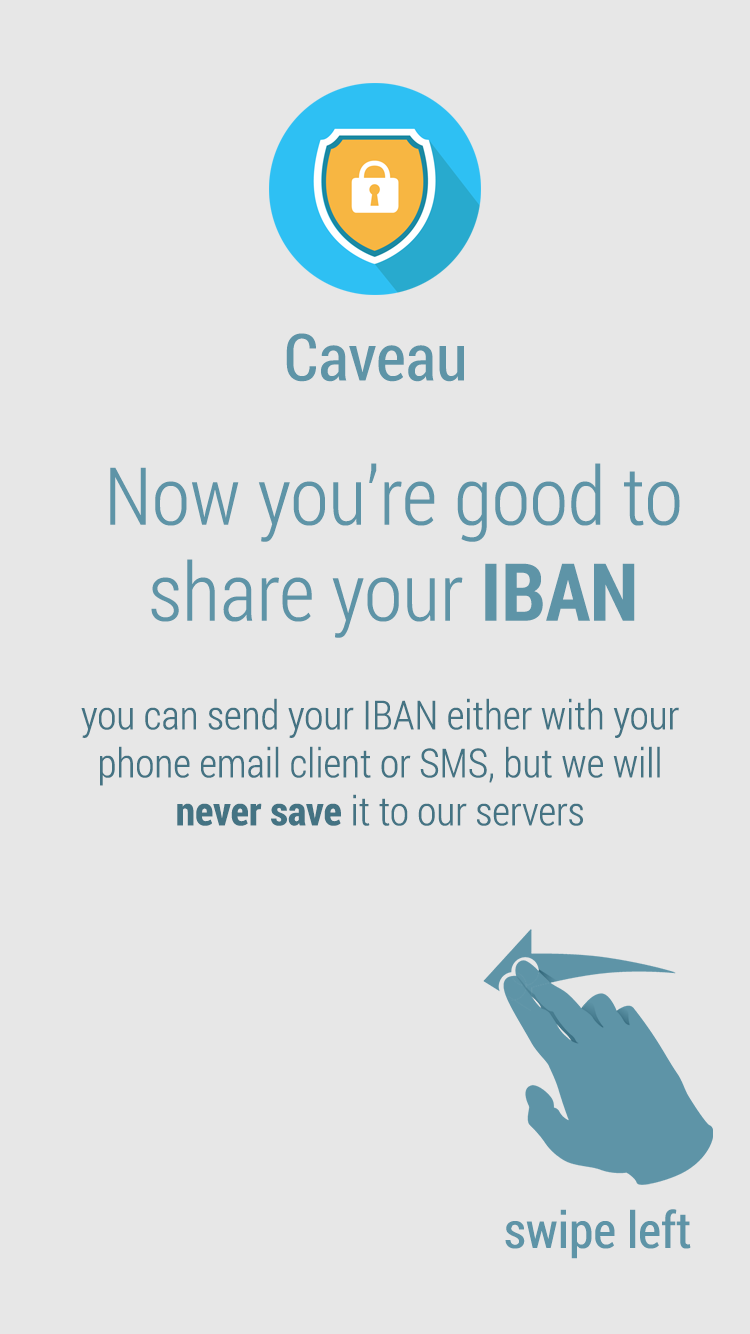 Caveau
Now you’re good to
share your IBAN
you can send your IBAN either with your
phone email client or SMS, but we will
never save it to our servers
swipe left